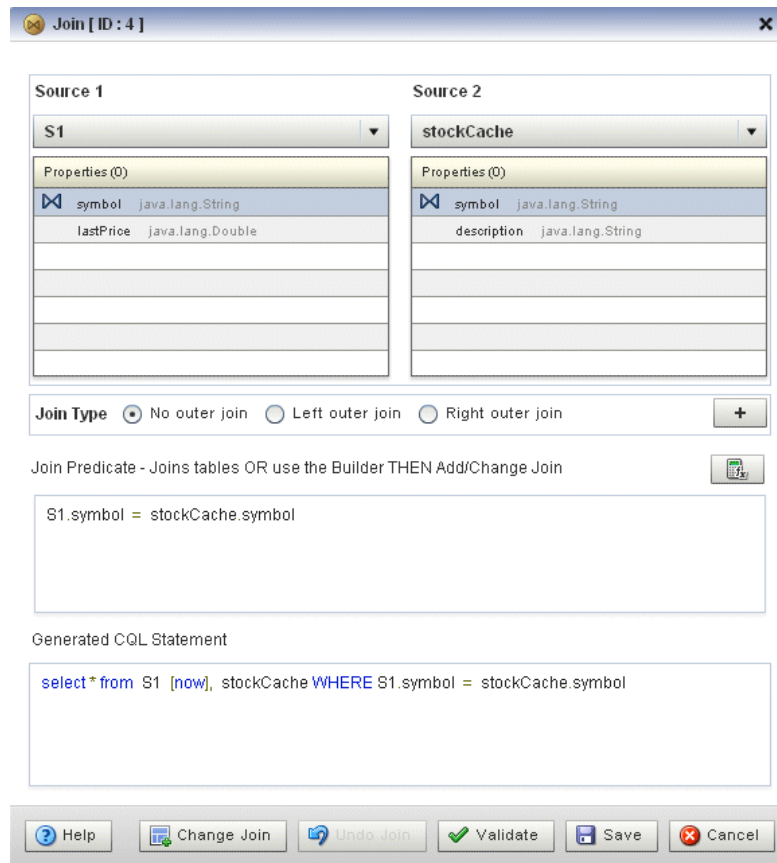 Join [ ID : 4 ]
Source 1
Source 2
S1
stockCache
Properties (0)
Properties (0)
symbol java.lang.String
symbol java.lang.String
lastPrice java.lang.Double
description java.lang.String
Join Type No outer join Left outer join Right outer join +
Join Predicate - Joins tables OR use the Builder THEN Add/Change Join
fx
S1.symbol = stockCache.symbol
Generated CQL Statement
select * from S1 [now], stockCache WHERE S1.symbol = stockCache.symbol
? Help Change Join Undo Join Validate Save Cancel